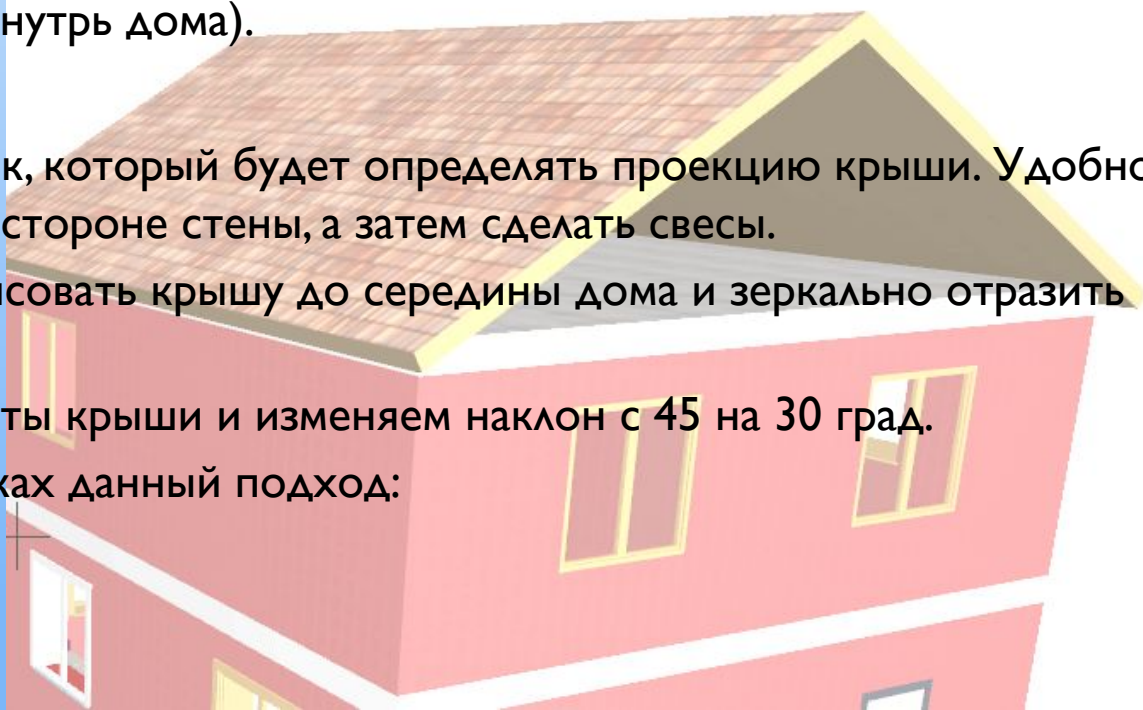 нутрь дома).
к, который будет определять проекцию крыши. Удобно
стороне стены, а затем сделать свесы.
совать крышу до середины дома и зеркально отразить
ты крыши и изменяем наклон с 45 на 30 град.
ках данный подход: